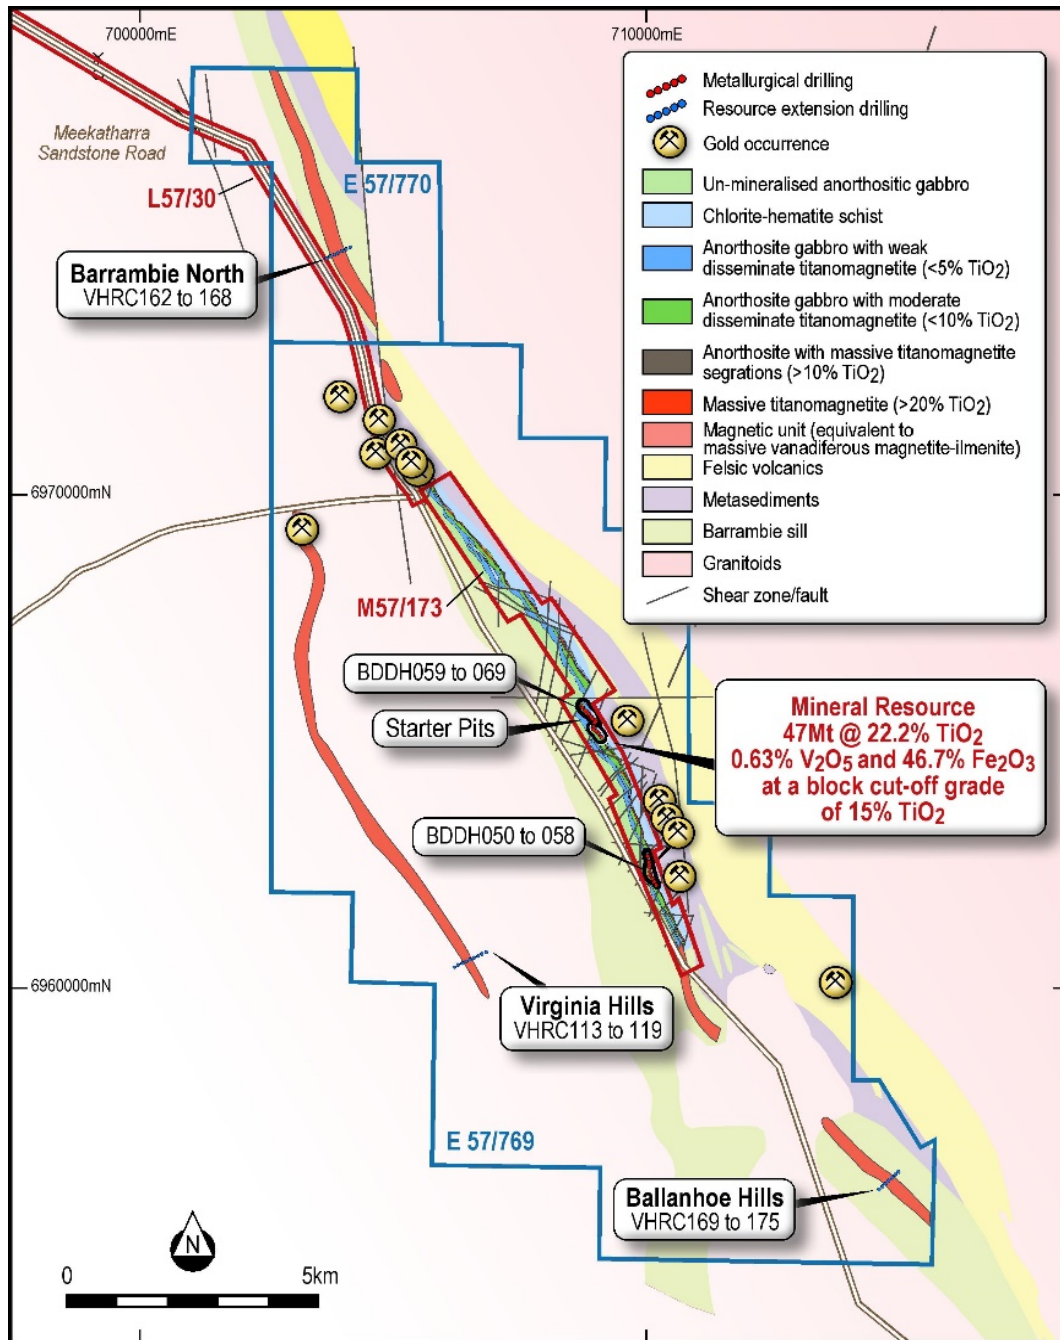 700000mE
710000mE
Meekatharra
Sandstone Road
L57/30
E 57/770
Barrambie North
VHRC162 to 168
Metallurgical drilling
Resource extension drilling
Gold occurrence
Un-mineralised anorthositic gabbro
Chlorite-hematite schist
Anorthosite gabbro with weak
disseminate titanomagnetite (<5% TiO2)
Anorthosite gabbro with moderate
disseminate titanomagnetite (<10% TiO2)
Anorthosite with massive titanomagnetite
segrations (>10% TiO2)
Massive titanomagnetite (>20% TiO2)
Magnetic unit (equivalent to
massive vanadiferous magnetite-ilmenite)
Felsic volcanics
Metasediments
Barrambie sill
Granitoids
Shear zone/fault
6970000mN
M57/173
BDDH059 to 069
Starter Pits
Mineral Resource
47Mt @ 22.2% TiO2
0.63% V2O5 and 46.7% Fe2O3
at a block cut-off grade
of 15% TiO2
BDDH050 to 058
6960000mN
Virginia Hills
VHRC113 to 119
E 57/769
Ballanhoe Hills
VHRC169 to 175
N
0 5km